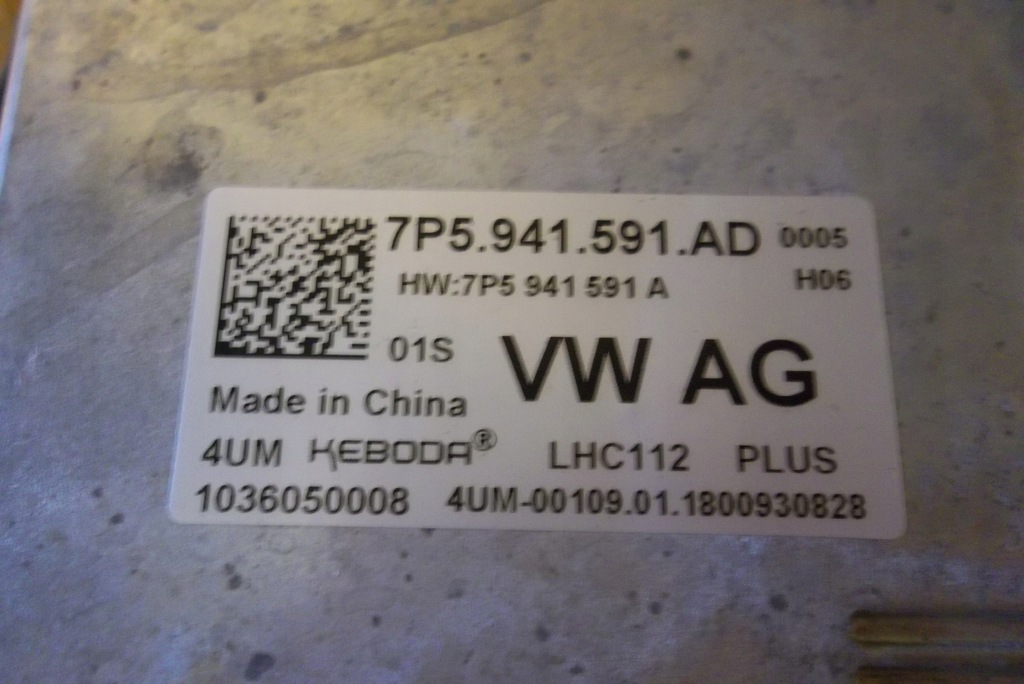 7P5.941.591.AD 0005
HW:7P5 941 591 A H06
01S VW AG
Made in China
4UM KEBODA® LHC112 PLUS
1036050008 4UM-00109.01.1800930828